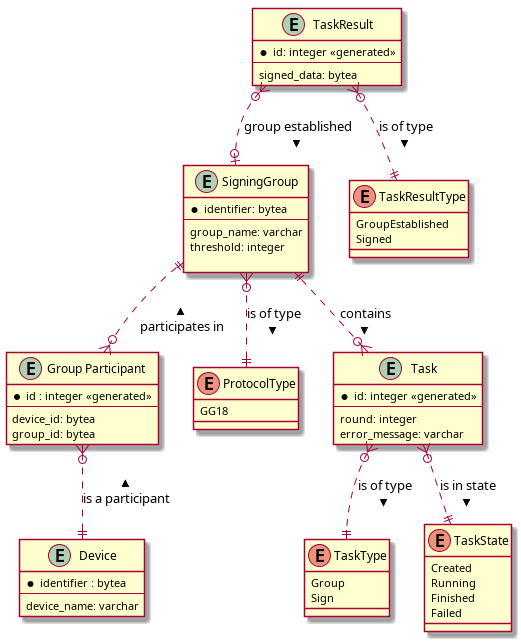 E TaskResult
id: integer «generated»
signed_data: bytea
group established
is of type
E SigningGroup
identifier: bytea
group_name: varchar
threshold: integer
E TaskResultType
GroupEstablished
Signed
participates in
is of type
contains
E Group Participant
id : integer «generated»
device_id: bytea
group_id: bytea
E ProtocolType
GG18
E Task
id: integer «generated»
round: integer
error_message: varchar
is a participant
is of type
is in state
E Device
identifier : bytea
device_name: varchar
E TaskType
Group
Sign
E TaskState
Created
Running
Finished
Failed